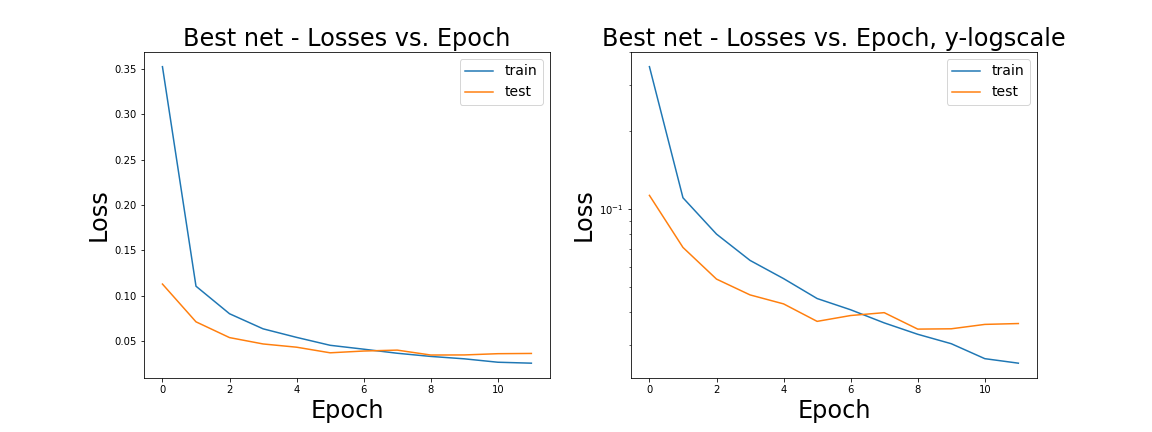 Best net - Losses vs. Epoch
train
test
0.35
0.30
0.25
0.20
0.15
0.10
0.05
Loss
0
2
4
6
8
10
Epoch
Best net - Losses vs. Epoch, y-logscale
train
test
10⁻¹
Loss
0
2
4
6
8
10
Epoch